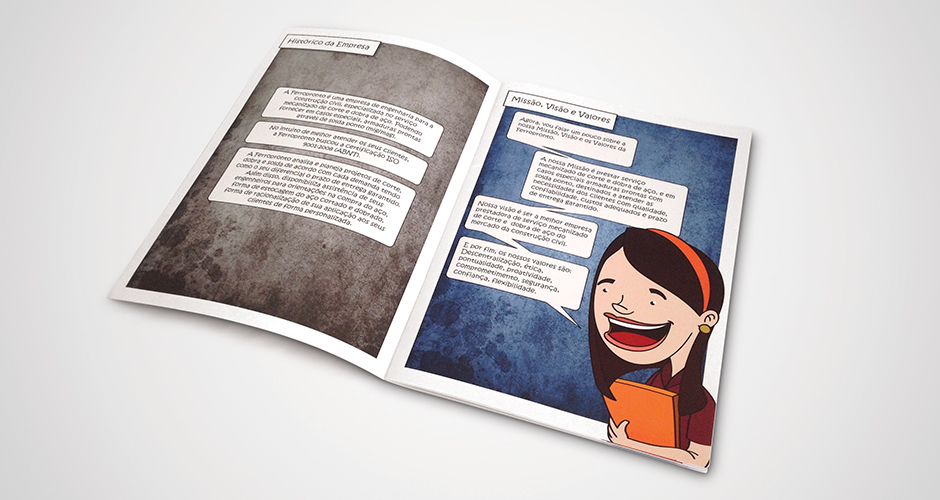 Histórico da Empresa
A Ferropronto é uma empresa de engenharia para a
construção civil, especializada no serviço
mecanizado de corte e dobra de aço. Podendo
fornecer em casos especiais, armaduras prontas
através de solda ponto (mig/mag).
No intuito de melhor atender os seus clientes,
a Ferropronto buscou a certificação ISO
9001-2008 (ABNT).
A Ferropronto analisa e planeja projetos de corte,
dobra e solda de acordo com cada demanda tendo
como o seu diferencial o prazo de entrega garantido.
Além disso, disponibiliza assistência de seus
engenheiros para orientações na compra do aço,
forma de estocagem do aço cortado e dobrado,
forma de racionalização de sua aplicação aos seus
clientes de forma personalizada.
Missão, Visão e Valores
Agora, vou falar um pouco sobre a
nossa Missão, Visão e os Valores da
Ferropronto.
A nossa Missão é prestar serviço
mecanizado de corte e dobra de aço, e em
casos especiais armaduras prontas com
solda ponto, destinados a atender as
necessidades dos clientes com qualidade,
confiabilidade, custos adequados e prazo
de entrega garantido.
Nossa visão é ser a melhor empresa
prestadora de serviço mecanizado
de corte e dobra de aço do
mercado da construção civil.
E por fim, os nossos valores são:
Descentralização, ética,
pontualidade, proatividade,
comprometimento, segurança,
confiança, flexibilidade.